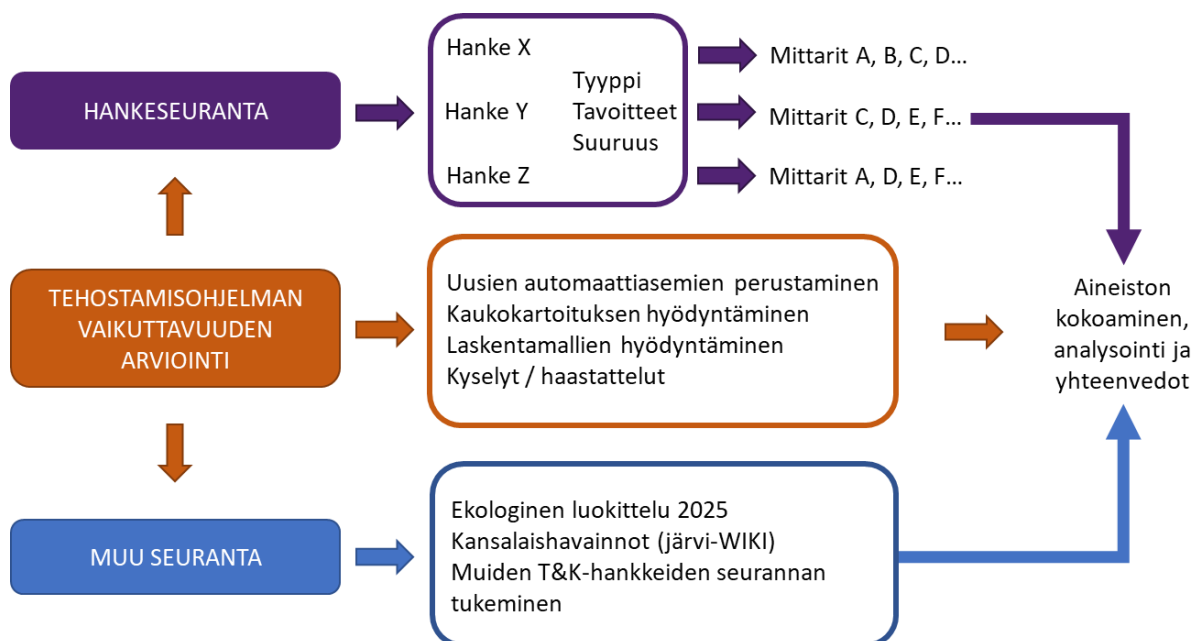 HANKESEURANTA
Hanke X
Hanke Y
Hanke Z
Tyyppi
Tavoitteet
Suuruus
Mittarit A, B, C, D...
Mittarit C, D, E, F...
Mittarit A, D, E, F...
TEHOSTAMISOHJELMAN
VAIKUTTAVUUDEN
ARVIOINTI
Uusien automaattiasemien perustaminen
Kaukokartoituksen hyödyntäminen
Laskentamallien hyödyntäminen
Kyselyt / haastattelut
Aineiston
kokoaminen,
analysointi ja
yhteenvedot
MUU SEURANTA
Ekologinen luokittelu 2025
Kansalaishavainnot (järvi-WIKI)
Muiden T&K-hankkeiden seurannan
tukeminen